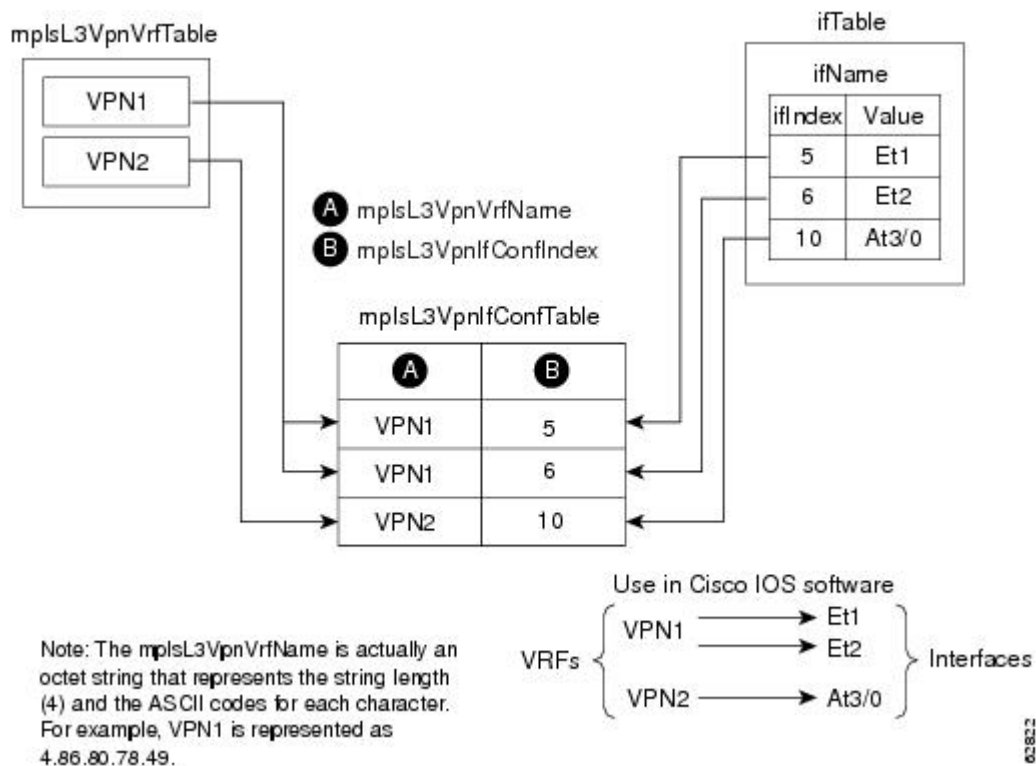 mplsL3VpnVrfTable
VPN1
VPN2
ifTable
ifName
ifIndex Value
5 Et1
6 Et2
10 At3/0
A mplsL3VpnVrfName
B mplsL3VpnIfConfIndex
mplsL3VpnIfConfTable
A B
VPN1 5
VPN1 6
VPN2 10
Note: The mplsL3VpnVrfName is actually an
octet string that represents the string length
(4) and the ASCII codes for each character.
For example, VPN1 is represented as
4.86.80.78.49.
Use in Cisco IOS software
VRFs
VPN1
Et1
Et2
VPN2
At3/0
Interfaces
62822